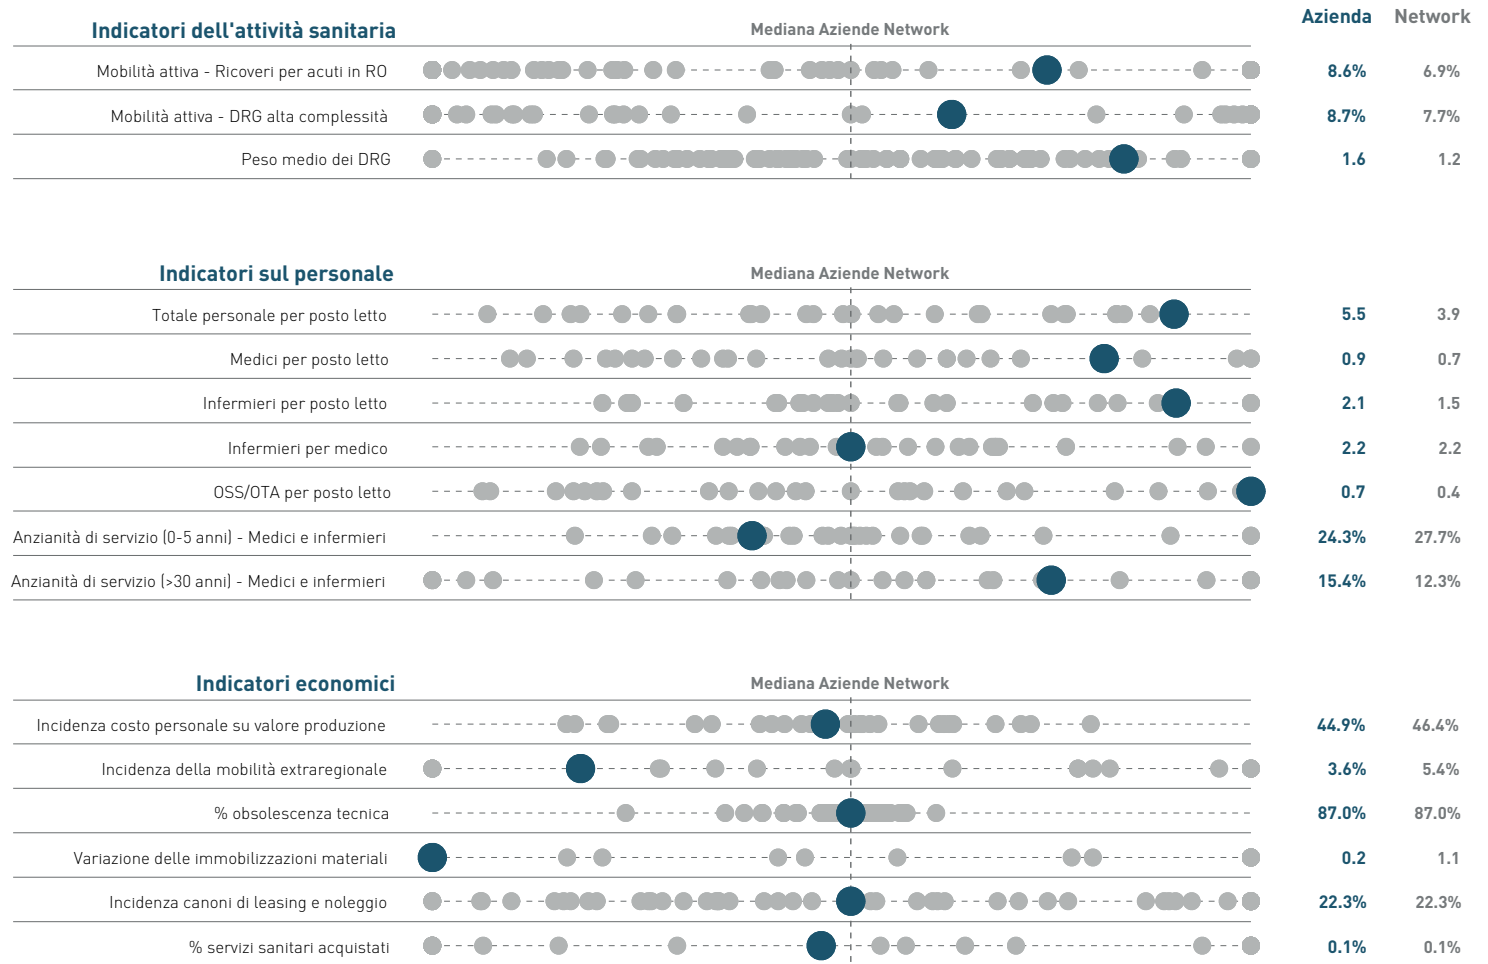 Azienda Network
Indicatori dell'attività sanitaria Mediana Aziende Network
Mobilità attiva - Ricoveri per acuti in RO 8.6% 6.9%
Mobilità attiva - DRG alta complessità 8.7% 7.7%
Peso medio dei DRG 1.6 1.2
Indicatori sul personale Mediana Aziende Network
Totale personale per posto letto 5.5 3.9
Medici per posto letto 0.9 0.7
Infermieri per posto letto 2.1 1.5
Infermieri per medico 2.2 2.2
OSS/OTA per posto letto 0.7 0.4
Anzianità di servizio (0-5 anni) - Medici e infermieri 24.3% 27.7%
Anzianità di servizio (>30 anni) - Medici e infermieri 15.4% 12.3%
Indicatori economici Mediana Aziende Network
Incidenza costo personale su valore produzione 44.9% 46.4%
Incidenza della mobilità extraregionale 3.6% 5.4%
% obsolescenza tecnica 87.0% 87.0%
Variazione delle immobilizzazioni materiali 0.2 1.1
Incidenza canoni di leasing e noleggio 22.3% 22.3%
% servizi sanitari acquistati 0.1% 0.1%